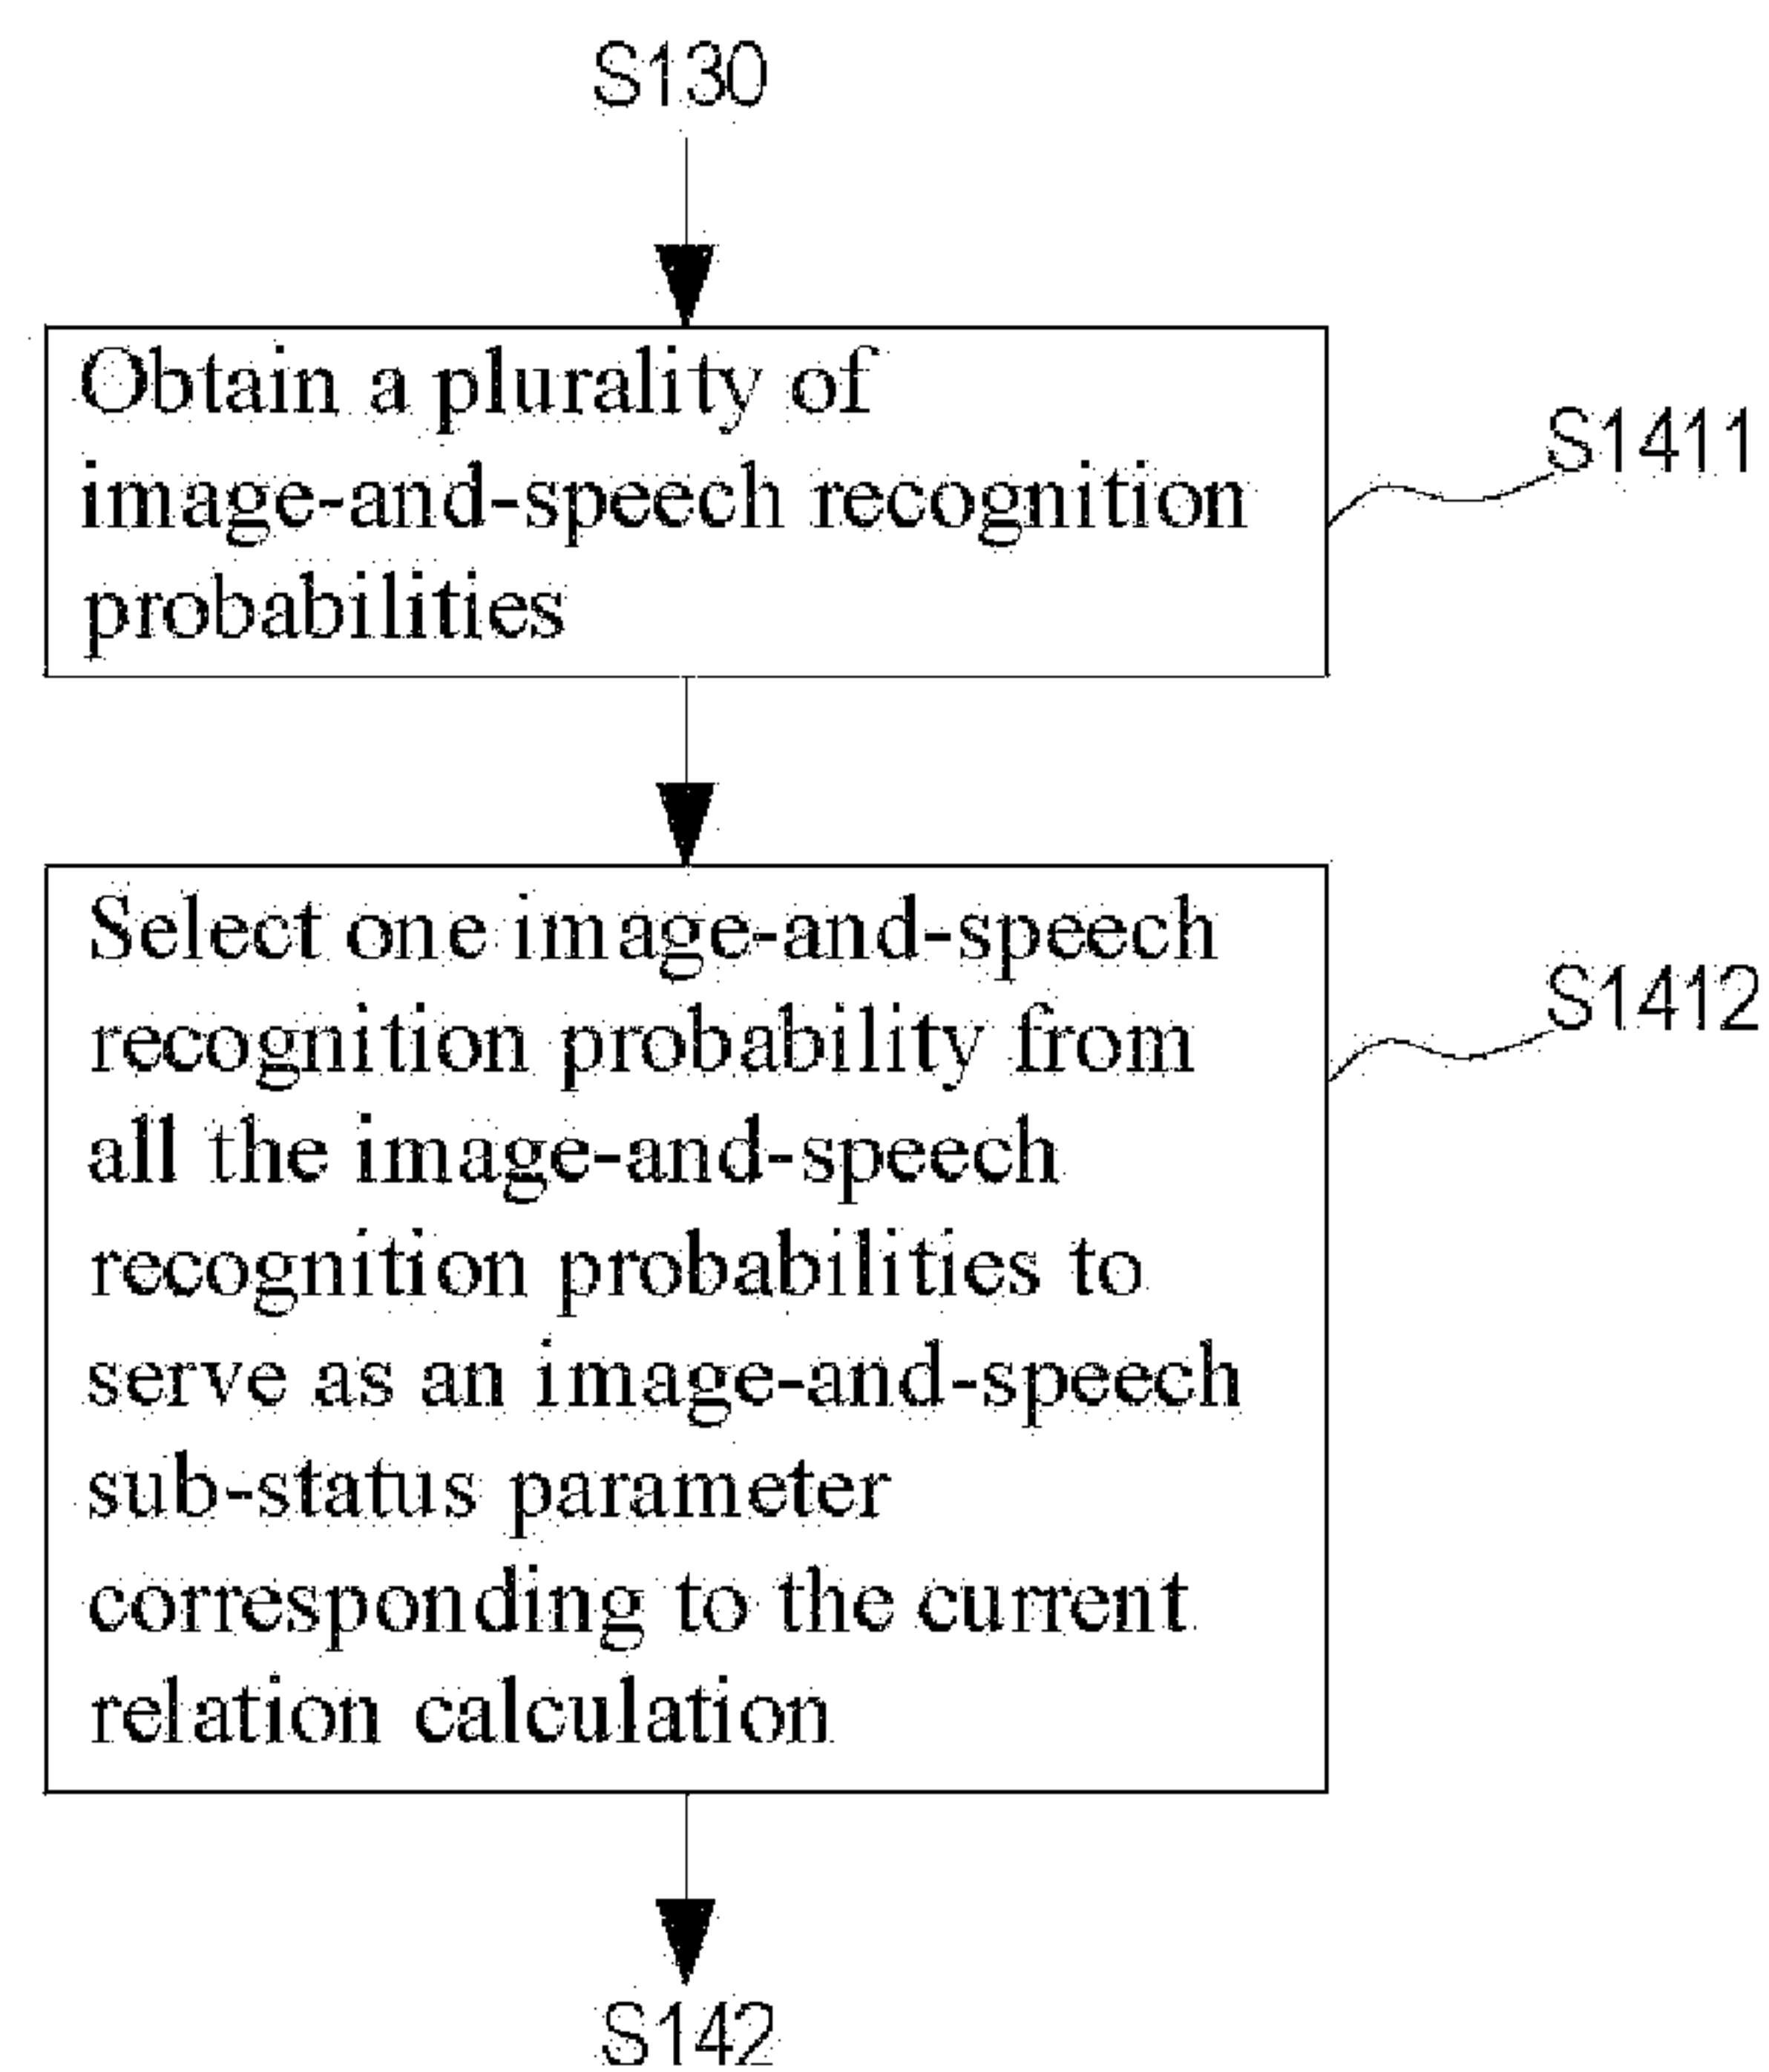 S130
Obtain a plurality of
image-and-speech recognition
probabilities
S1411
Select one image-and-speech
recognition probability from
all the image-and-speech
recognition probabilities to
serve as an image-and-speech
sub-status parameter
corresponding to the current
relation calculation
S1412
S142